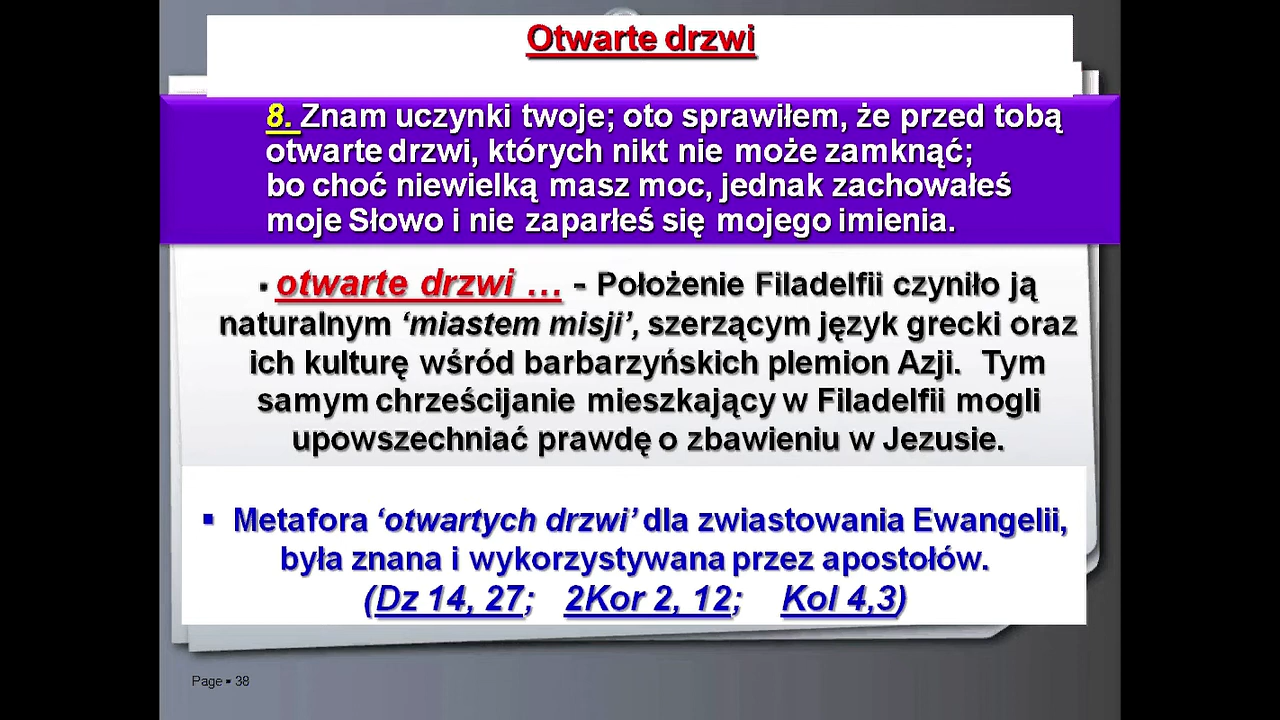 Otwarte drzwi
8. Znam uczynki twoje; oto sprawiłem, że przed tobą
otwarte drzwi, których nikt nie może zamknąć;
bo choć niewielką masz moc, jednak zachowałeś
moje Słowo i nie zaparłeś się mojego imienia.
▪ otwarte drzwi … - Położenie Filadelfii czyniło ją
naturalnym ‘miastem misji’, szerzącym język grecki oraz
ich kulturę wśród barbarzyńskich plemion Azji. Tym
samym chrześcijanie mieszkający w Filadelfii mogli
upowszechniać prawdę o zbawieniu w Jezusie.
▪ Metafora ‘otwartych drzwi’ dla zwiastowania Ewangelii,
była znana i wykorzystywana przez apostołów.
(Dz 14, 27; 2Kor 2, 12; Kol 4,3)
Page ▪ 38